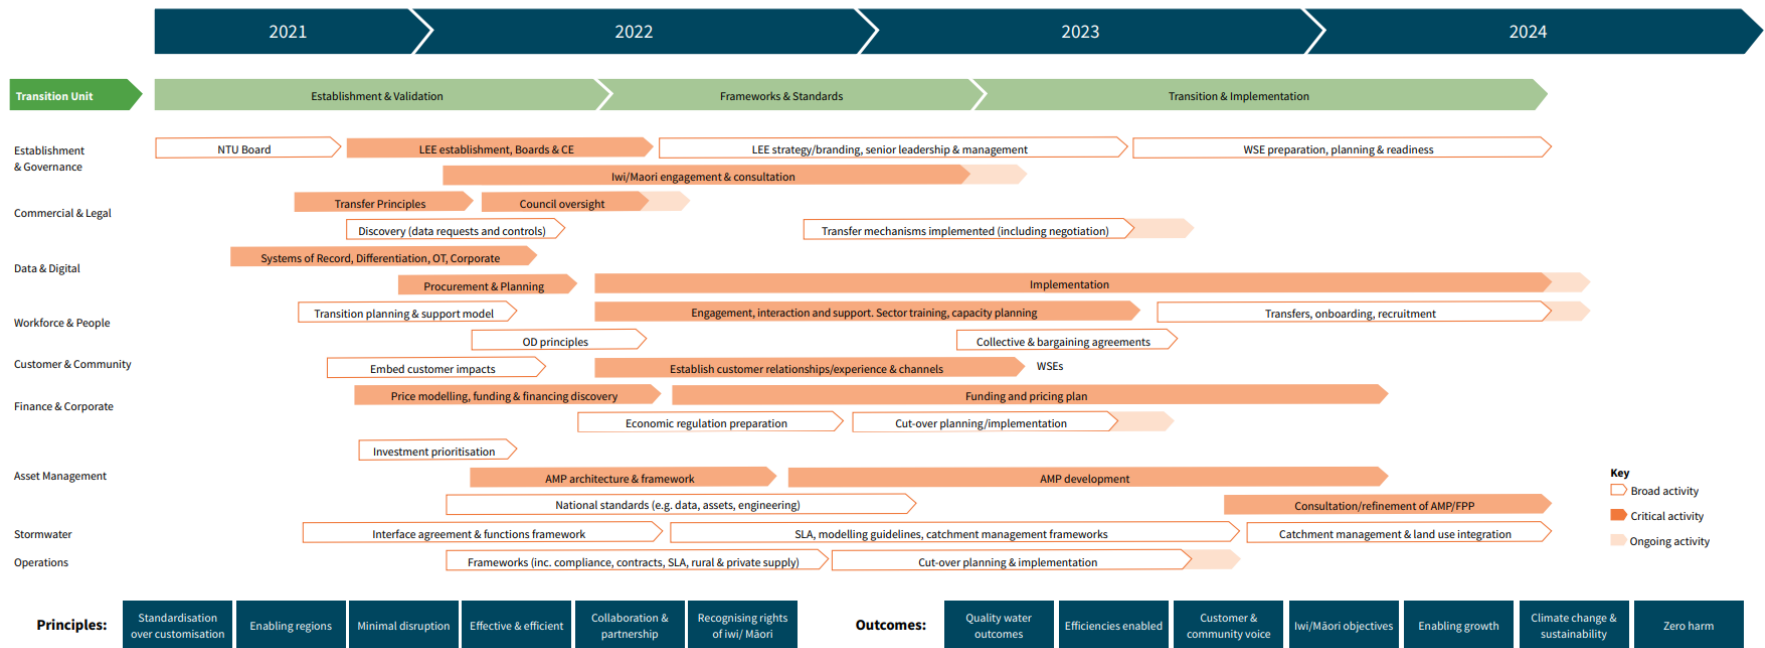 2021
2022
2023
2024
Transition Unit
Establishment & Validation
Frameworks & Standards
Transition & Implementation
Establishment
& Governance
NTU Board
LEE establishment, Boards & CE
LEE strategy/branding, senior leadership & management
WSE preparation, planning & readiness
Iwi/Maori engagement & consultation
Commercial & Legal
Transfer Principles
Council oversight
Discovery (data requests and controls)
Transfer mechanisms implemented (including negotiation)
Data & Digital
Systems of Record, Differentiation, OT, Corporate
Procurement & Planning
Implementation
Workforce & People
Transition planning & support model
Engagement, interaction and support. Sector training, capacity planning
Transfers, onboarding, recruitment
OD principles
Collective & bargaining agreements
Customer & Community
Embed customer impacts
Establish customer relationships/experience & channels
WSEs
Finance & Corporate
Price modelling, funding & financing discovery
Funding and pricing plan
Economic regulation preparation
Cut-over planning/implementation
Investment prioritisation
Asset Management
AMP architecture & framework
AMP development
National standards (e.g. data, assets, engineering)
Consultation/refinement of AMP/FPP
Stormwater
Interface agreement & functions framework
SLA, modelling guidelines, catchment management frameworks
Catchment management & land use integration
Operations
Frameworks (inc. compliance, contracts, SLA, rural & private supply)
Cut-over planning & implementation
Key
Broad activity
Critical activity
Ongoing activity
Principles:
Standardisation
over customisation
Enabling regions
Minimal disruption
Effective & efficient
Collaboration &
partnership
Recognising rights
of iwi/ Māori
Outcomes:
Quality water
outcomes
Efficiencies enabled
Customer &
community voice
Iwi/Māori objectives
Enabling growth
Climate change &
sustainability
Zero harm